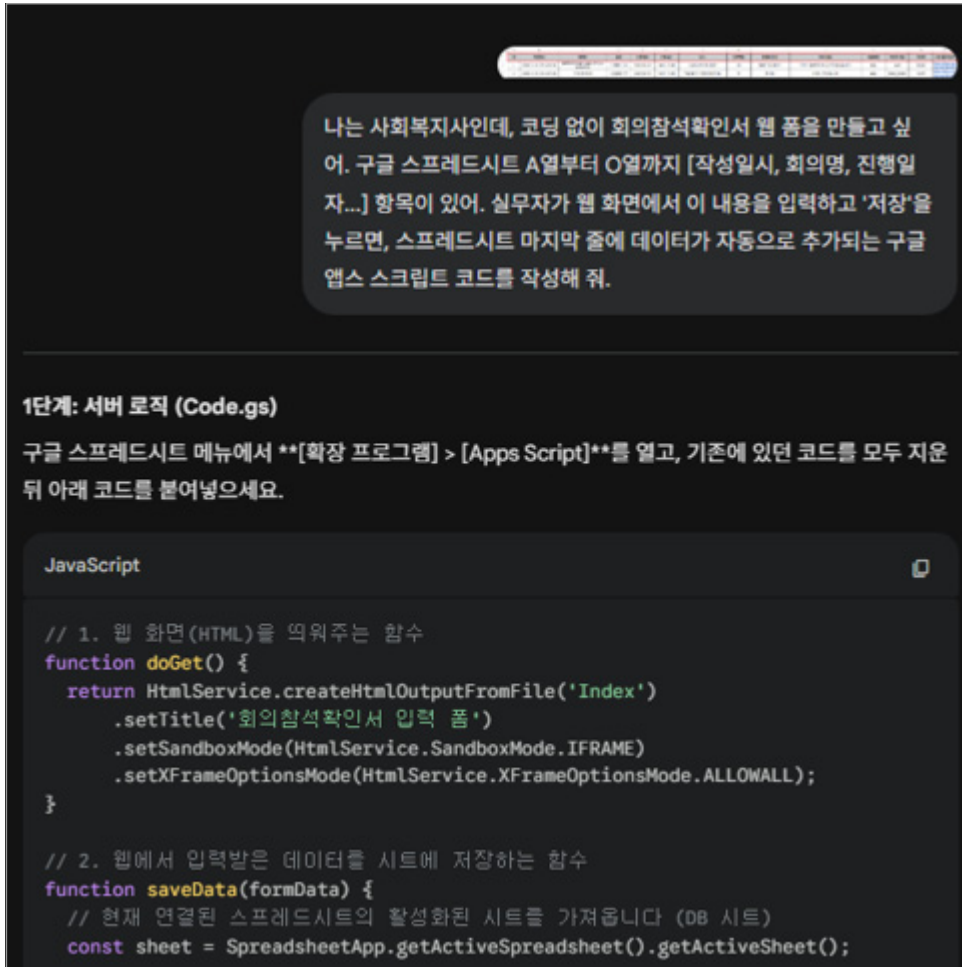 나는 사회복지사인데, 코딩 없이 회의참석확인서 웹 폼을 만들고 싶
어. 구글 스프레드시트 A열부터 O열까지 [작성일시, 회의명, 진행일
자...] 항목이 있어. 실무자가 웹 화면에서 이 내용을 입력하고 '저장'을
누르면, 스프레드시트 마지막 줄에 데이터가 자동으로 추가되는 구글
앱스 스크립트 코드를 작성해 줘.
1단계: 서버 로직 (Code.gs)
구글 스프레드시트 메뉴에서 **[확장 프로그램] > [Apps Script]**를 열고, 기존에 있던 코드를 모두 지운
뒤 아래 코드를 붙여넣으세요.
JavaScript
// 1. 웹 화면(HTML)을 띄워주는 함수
function doGet() {
return HtmlService.createHtmlOutputFromFile('Index')
.setTitle('회의참석확인서 입력 폼')
.setSandboxMode(HtmlService.SandboxMode.IFRAME)
.setXFrameOptionsMode(HtmlService.XFrameOptionsMode.ALLOWALL);
}
// 2. 웹에서 입력받은 데이터를 시트에 저장하는 함수
function saveData(formData) {
// 현재 연결된 스프레드시트의 활성화된 시트를 가져옵니다 (DB 시트)
const sheet = SpreadsheetApp.getActiveSpreadsheet().getActiveSheet();